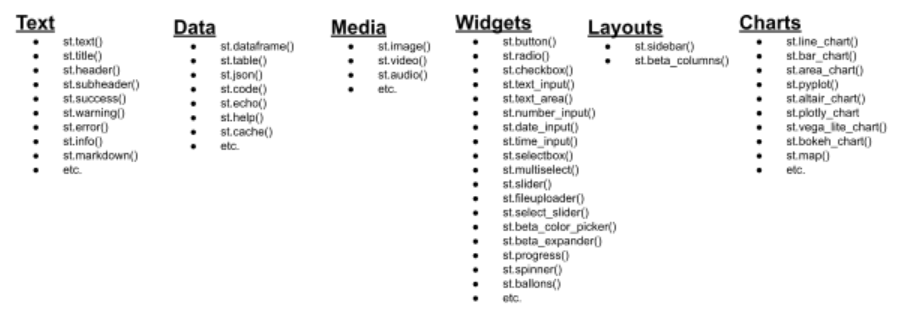 Text
st.text()
st.title()
st.header()
st.subheader()
st.success()
st.warning()
st.error()
st.info()
st.markdown()
etc.
Data
st.dataframe()
st.table()
st.json()
st.code()
st.echo()
st.help()
st.cache()
etc.
Media
st.image()
st.video()
st.audio()
etc.
Widgets
st.button()
st.radio()
st.checkbox()
st.text_input()
st.text_area()
st.number_input()
st.date_input()
st.time_input()
st.selectbox()
st.multiselect()
st.slider()
st.fileuploader()
st.select_slider()
st.beta_color_picker()
st.beta_expander()
st.progress()
st.spinner()
st.ballons()
etc.
Layouts
st.sidebar()
st.beta_columns()
Charts
st.line_chart()
st.bar_chart()
st.area_chart()
st.pyplot()
st.altair_chart()
st.plotly_chart
st.vega_lite_chart()
st.bokeh_chart()
st.map()
etc.